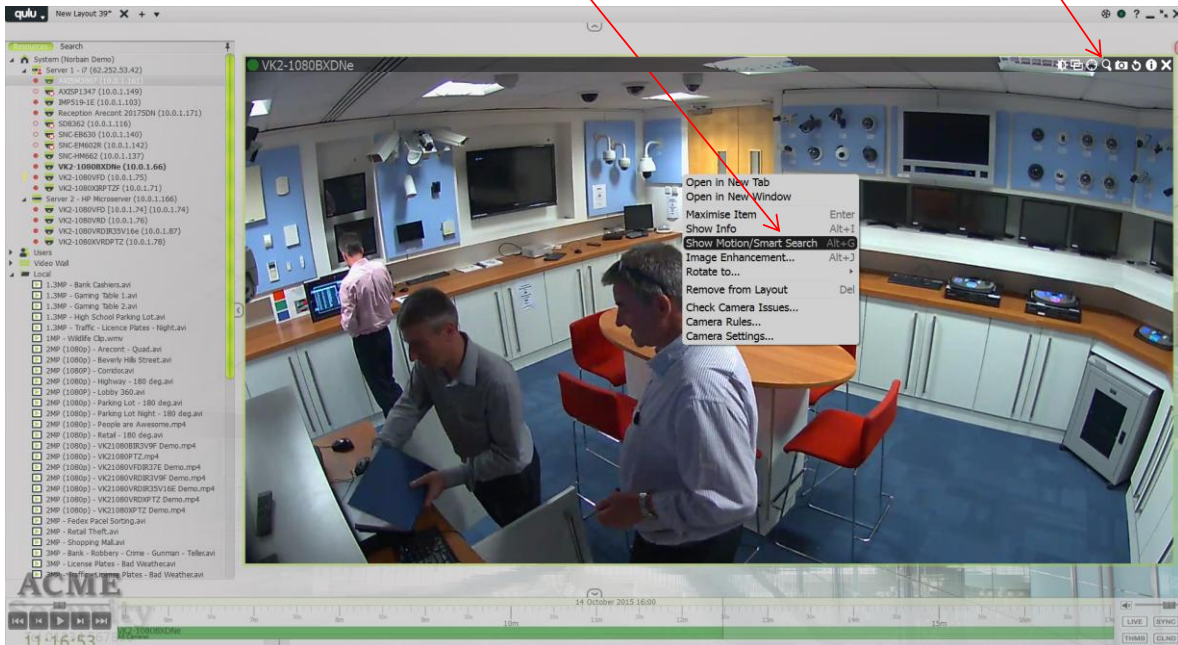 qulu
New Layout 39*
Resources Search
System (Norbain Demo)
Server 1 - i7 (62.252.53.42)
AXISP1347 (10.0.1.149)
IMP519-1E (10.0.1.103)
Reception Arecont 20175DN (10.0.1.171)
SD8362 (10.0.1.116)
SNC-EB630 (10.0.1.140)
SNC-EM602R (10.0.1.142)
SNC-HM662 (10.0.1.137)
VK2-1080BXDNe (10.0.1.66)
VK2-1080VFD (10.0.1.75)
VK2-1080XIRPTZF (10.0.1.71)
Server 2 - HP Microserver (10.0.1.166)
VK2-1080VFD [10.0.1.74] (10.0.1.74)
VK2-1080VRD (10.0.1.76)
VK2-1080VRDIR35V16e (10.0.1.87)
VK2-1080XVRDPTZ (10.0.1.78)
Users
Video Wall
Local
1.3MP - Bank Cashiers.avi
1.3MP - Gaming Table 1.avi
1.3MP - Gaming Table 2.avi
1.3MP - High School Parking Lot.avi
1.3MP - Traffic - Licence Plates - Night.avi
1MP - Wildlife Clip.wmv
2MP (1080p) - Arecont - Quad.avi
2MP (1080p) - Beverly Hills Street.avi
2MP (1080P) - Corridor.avi
2MP (1080p) - Highway - 180 deg.avi
2MP (1080p) - Lobby 360.avi
2MP (1080p) - Parking Lot - 180 deg.avi
2MP (1080p) - Parking Lot Night - 180 deg.avi
2MP (1080p) - People are Awesome.mp4
2MP (1080p) - Retail - 180 deg.avi
2MP (1080p) - VK21080BIR3V9F Demo.mp4
2MP (1080p) - VK21080PTZ.mp4
2MP (1080p) - VK21080VFDIR37E Demo.mp4
2MP (1080p) - VK21080VRDIR3V9F Demo.mp4
2MP (1080p) - VK21080VRDIR35V16E Demo.mp4
2MP (1080p) - VK21080VRDXPTZ Demo.mp4
2MP (1080p) - VK21080XPTZ Demo.mp4
2MP - Fedex Pacel Sorting.avi
2MP - Retail Theft.avi
2MP - Shopping Mall.avi
3MP - Bank - Robbery - Crime - Gunman - Teller.avi
3MP - License Plates - Bad Weather.avi
3MP - Traffic - License Plates - Bad Weather.avi
VK2-1080BXDNe
Open in New Tab
Open in New Window
Maximise Item Enter
Show Info Alt+I
Show Motion/Smart Search Alt+G
Image Enhancement... Alt+J
Rotate to...
Remove from Layout Del
Check Camera Issues...
Camera Rules...
Camera Settings...
ACME
Security
14 October 2015 16:00
10m 11m 12m 13m 14m 15m
VK2-1080BXDNe
11:16:53
LIVE SYNC
THMB CLND